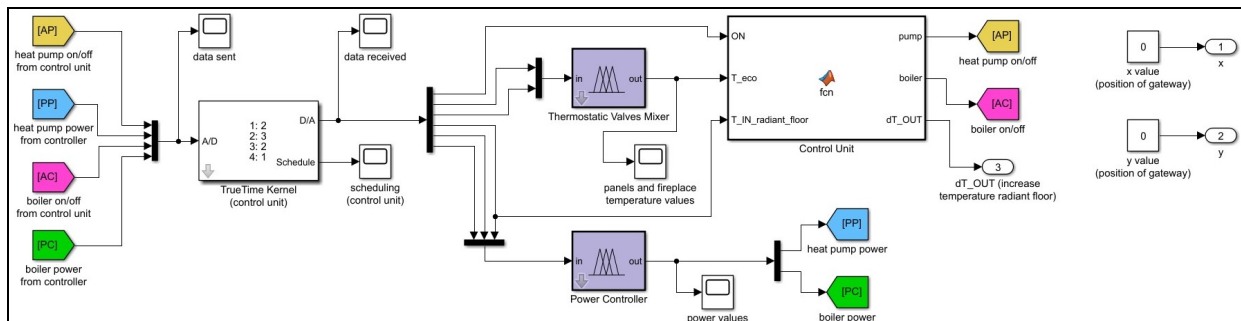 [AP]
heat pump on/off
from control unit
[PP]
heat pump power
from controller
[AC]
boiler on/off
from control unit
[PC]
boiler power
from controller
data sent
A/D
1: 2
2: 3
3: 2
4: 1
D/A
Schedule
TrueTime Kernel
(control unit)
data received
scheduling
(control unit)
in
out
Thermostatic Valves Mixer
panels and fireplace
temperature values
in
out
Power Controller
power values
ON
T_eco
T_IN_radiant_floor
fcn
pump
boiler
dT_OUT
Control Unit
[AP]
heat pump on/off
[AC]
boiler on/off
3
dT_OUT (increase
temperature radiant floor)
[PP]
heat pump power
[PC]
boiler power
0
x value
(position of gateway)
1
x
0
y value
(position of gateway)
2
y